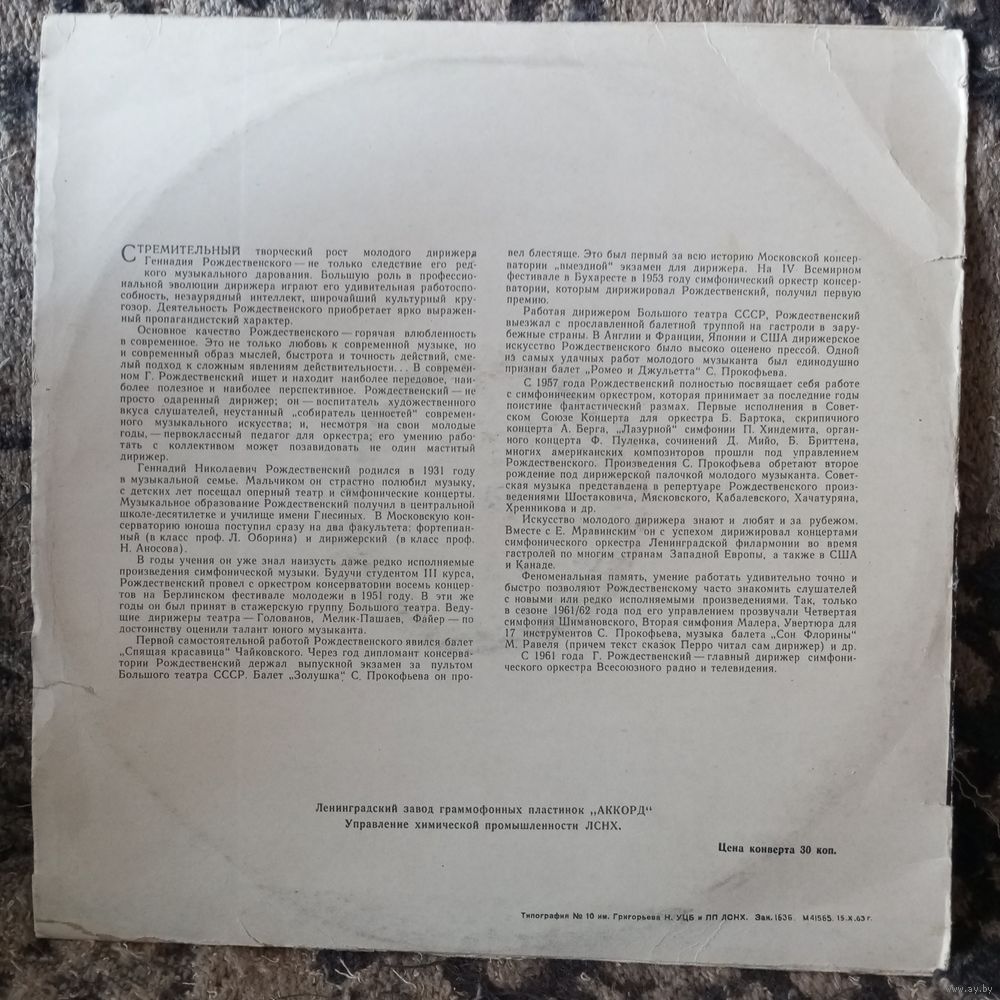 СТРЕМИТЕЛЬНЫЙ творческий рост молодого дирижера
Геннадия Рождественского — не только следствие его ред-
кого музыкального дарования. Большую роль в профессио-
нальной эволюции дирижера играют его удивительная работоспо-
собность, незаурядный интеллект, широчайший культурный кру-
гозор. Деятельность Рождественского приобретает ярко выражен-
ный пропагандистский характер.
Основное качество Рождественского — горячая влюбленность
в современное. Это не только любовь к современной музыке, но
и современный образ мыслей, быстрота и точность действий, сме-
лый подход к сложным явлениям действительности... В современ-
ном Г. Рождественский ищет и находит наиболее передовое, наи-
более полезное и наиболее перспективное. Рождественский — не
просто одаренный дирижер; он — воспитатель художественного
вкуса слушателей, неустанный „собиратель ценностей“ современ-
ного музыкального искусства; и, несмотря на свои молодые
годы, — первоклассный педагог для оркестра; его умению рабо-
тать с коллективом может позавидовать не один маститый
дирижер.
Геннадий Николаевич Рождественский родился в 1931 году
в музыкальной семье. Мальчиком он страстно полюбил музыку,
с детских лет посещал оперный театр и симфонические концерты.
Музыкальное образование Рождественский получил в центральной
школе-десятилетке и училище имени Гнесиных. В Московскую кон-
серваторию юноша поступил сразу на два факультета: фортепиан-
ный (в класс проф. Л. Оборина) и дирижерский (в класс проф.
Н. Аносова).
В годы учения он уже знал наизусть даже редко исполняемые
произведения симфонической музыки. Будучи студентом III курса,
Рождественский провел с оркестром консерватории восемь концер-
тов на Берлинском фестивале молодежи в 1951 году. В эти же
годы он был принят в стажерскую группу Большого театра. Веду-
щие дирижеры театра — Голованов, Мелик-Пашаев, Файер — по
достоинству оценили талант юного музыканта.
Первой самостоятельной работой Рождественского явился балет
„Спящая красавица“ Чайковского. Через год дипломант консерва-
тории Рождественский держал выпускной экзамен за пультом
Большого театра СССР. Балет „Золушка“ С. Прокофьева он про-
вел блестяще. Это был первый за всю историю Московской консер-
ватории „выездной“ экзамен для дирижера. На IV Всемирном
фестивале в Бухаресте в 1953 году симфонический оркестр консер-
ватории, которым дирижировал Рождественский, получил первую
премию.
Работая дирижером Большого театра СССР, Рождественский
выезжал с прославленной балетной труппой на гастроли в зару-
бежные страны. В Англии и Франции, Японии и США дирижерское
искусство Рождественского было высоко оценено прессой. Одной
из самых удачных работ молодого музыканта был единодушно
признан балет „Ромео и Джульетта“ С. Прокофьева.
С 1957 года Рождественский полностью посвящает себя работе
с симфоническим оркестром, которая принимает за последние годы
поистине фантастический размах. Первые исполнения в Совет-
ском Союзе Концерта для оркестра Б. Бартока, скрипичного
концерта А. Берга, „Лазурной“ симфонии П. Хиндемита, орган-
ного концерта Ф. Пуленка, сочинений Д. Мийо, Б. Бриттена,
многих американских композиторов прошли под управлением
Рождественского. Произведения С. Прокофьева обретают второе
рождение под дирижерской палочкой молодого музыканта. Совет-
ская музыка представлена в репертуаре Рождественского произ-
ведениями Шостаковича, Мясковского, Кабалевского, Хачатуряна,
Хренникова и др.
Искусство молодого дирижера знают и любят и за рубежом.
Вместе с Е. Мравинским он с успехом дирижировал концертами
симфонического оркестра Ленинградской филармонии во время
гастролей по многим странам Западной Европы, а также в США
и Канаде.
Феноменальная память, умение работать удивительно точно и
быстро позволяют Рождественскому часто знакомить слушателей
с новыми или редко исполняемыми произведениями. Так, только
в сезоне 1961/62 года под его управлением прозвучали Четвертая
симфония Шимановского, Вторая симфония Малера, Увертюра для
17 инструментов С. Прокофьева, музыка балета „Сон Флорины“
М. Равеля (причем текст сказок Перро читал сам дирижер) и др.
С 1961 года Г. Рождественский — главный дирижер симфони-
ческого оркестра Всесоюзного радио и телевидения.
Ленинградский завод граммофонных пластинок „АККОРД“
Управление химической промышленности ЛСНХ.
Цена конверта 30 коп.
Типография № 10 им. Григорьева Н. УЦБ и ПП ЛСНХ. Зак. 1636. М41565. 15.X.63 г.
www.ay.by